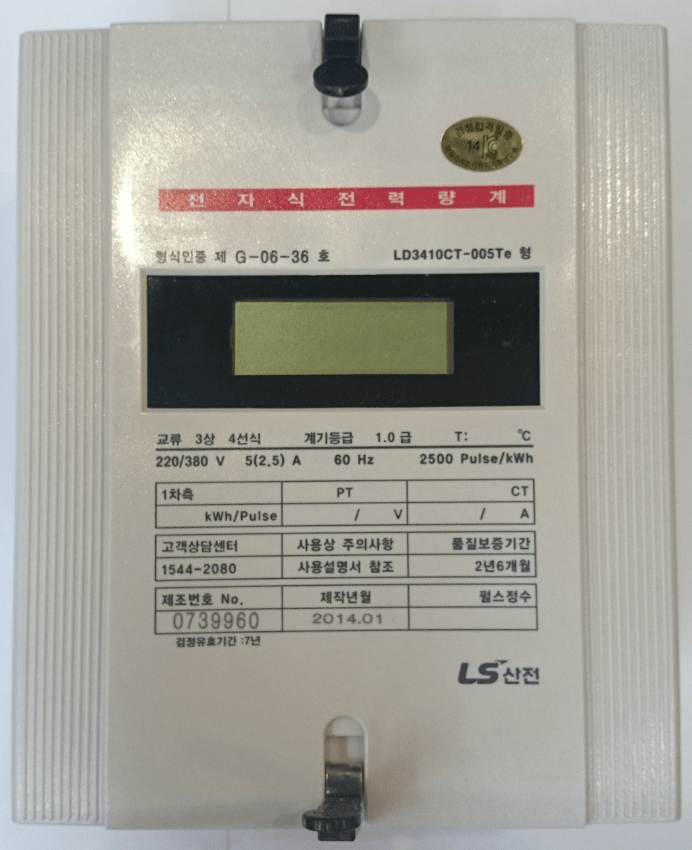 14
전자식전력량계
형식인증 제 G-06-36 호 LD3410CT-005Te 형
교류 3상 4선식 계기등급 1.0 급 T: ℃
220/380 V 5(2.5) A 60 Hz 2500 Pulse/kWh
1차측 PT CT
kWh/Pulse / V / A
고객상담센터 사용상 주의사항 품질보증기간
1544-2080 사용설명서 참조 2년6개월
제조번호 No. 제작년월 펄스정수
0739960 2014.01
검정유효기간 :7년
LS산전